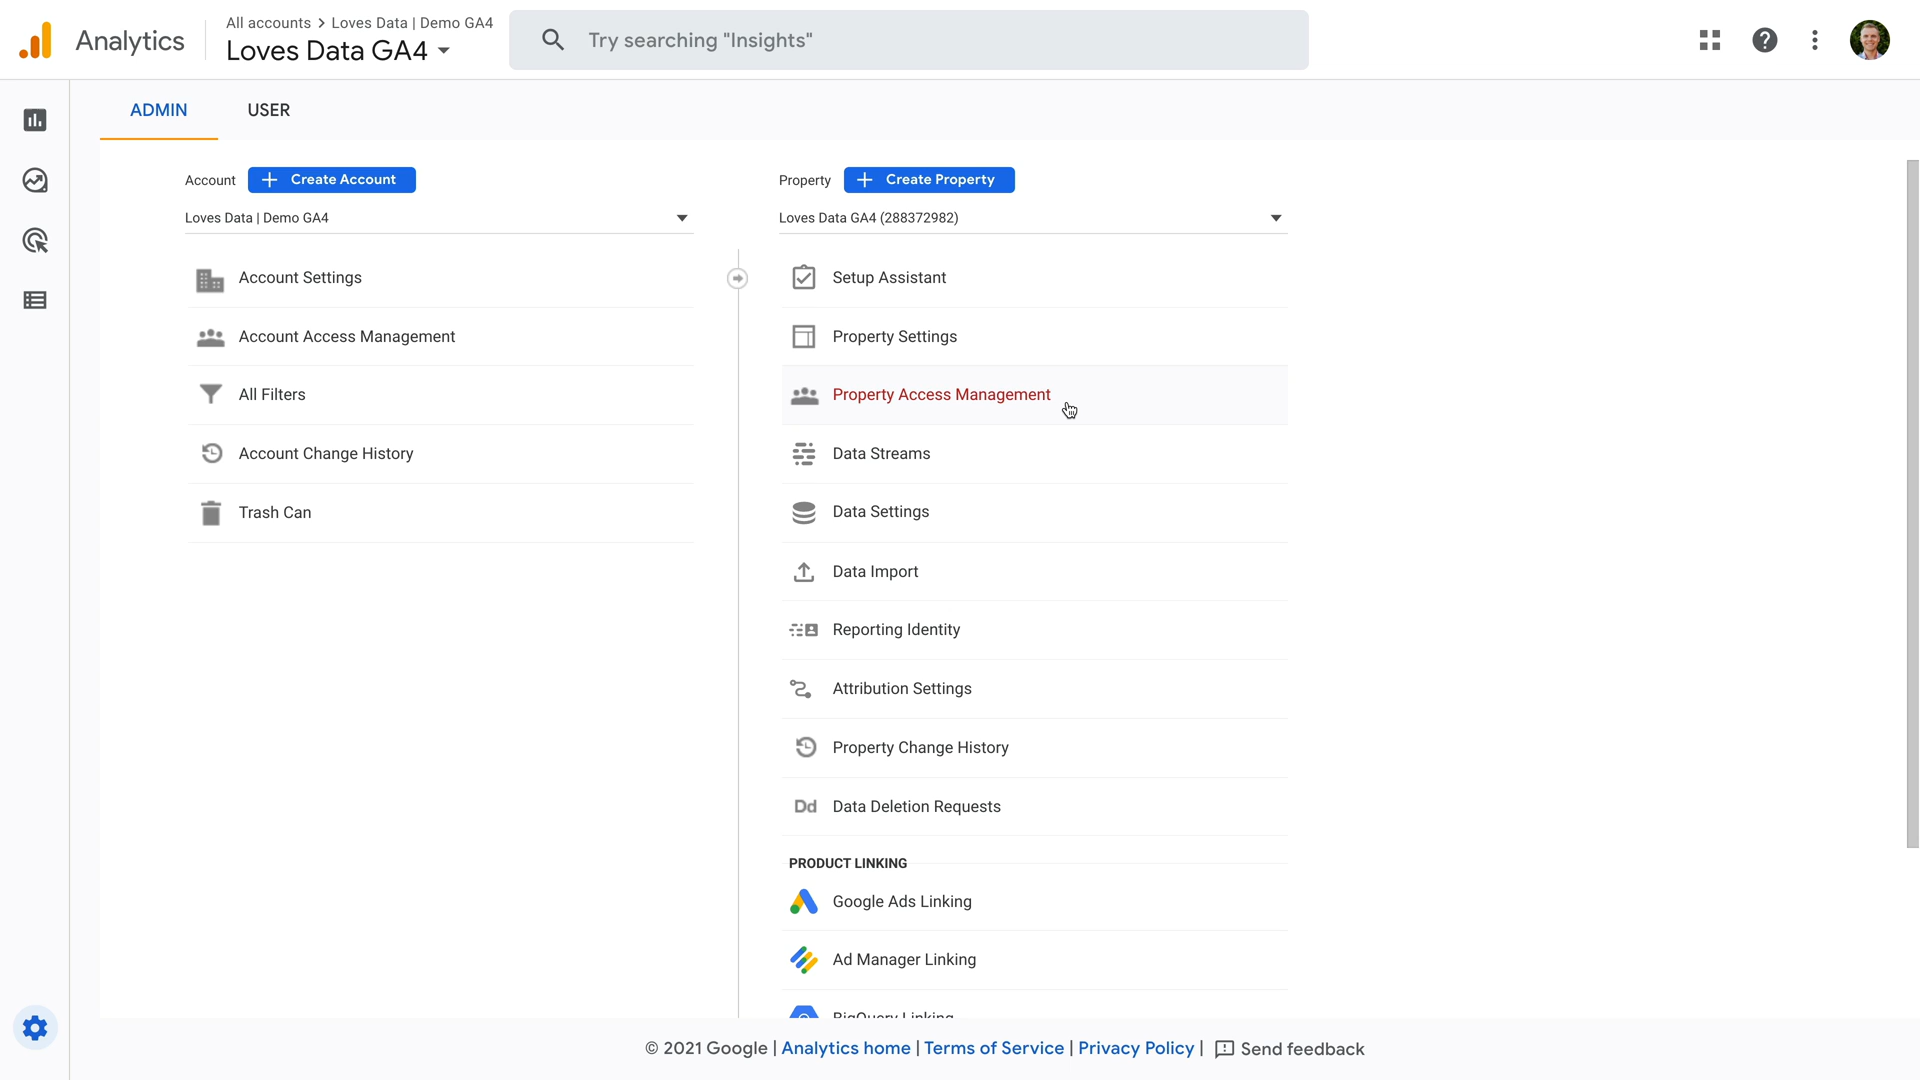 Analytics
All accounts > Loves Data | Demo GA4
Loves Data GA4
Try searching "Insights"
ADMIN
USER
Account
Create Account
Loves Data | Demo GA4
Account Settings
Account Access Management
All Filters
Account Change History
Trash Can
Property
Create Property
Loves Data GA4 (288372982)
Setup Assistant
Property Settings
Property Access Management
Data Streams
Data Settings
Data Import
Reporting Identity
Attribution Settings
Property Change History
Dd Data Deletion Requests
PRODUCT LINKING
Google Ads Linking
Ad Manager Linking
BigQuery Linking
© 2021 Google | Analytics home | Terms of Service | Privacy Policy | Send feedback